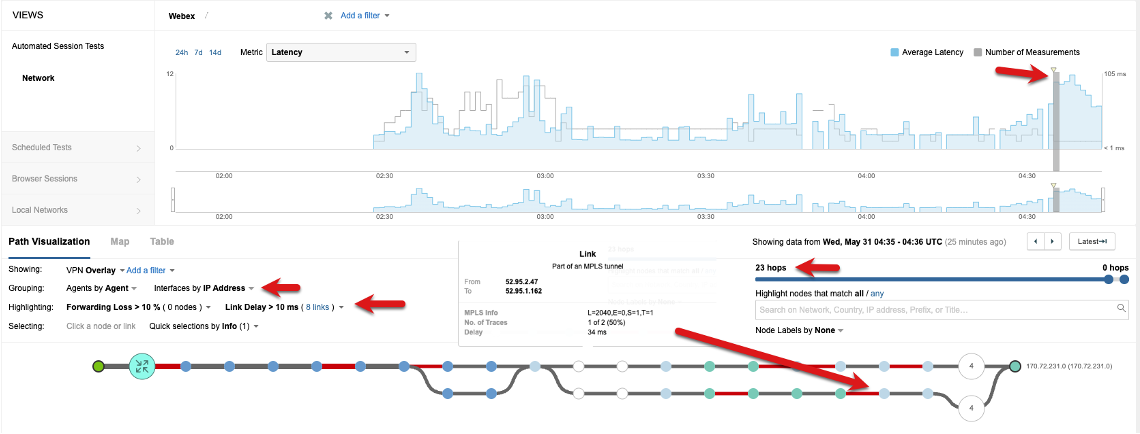 VIEWS
Webex /
Add a filter
Automated Session Tests
Network
Scheduled Tests
Browser Sessions
Local Networks
24h 7d 14d
Metric
Latency
Average Latency
Number of Measurements
12
105 ms
0
< 1 ms
02:00
02:30
03:00
03:30
04:00
04:30
02:00
02:30
03:00
03:30
04:00
04:30
Path Visualization
Map
Table
Showing data from Wed, May 31 04:35 - 04:36 UTC (25 minutes ago)
Latest
Showing:
VPN Overlay
Add a filter
Grouping:
Agents by Agent
Interfaces by IP Address
Highlighting:
Forwarding Loss > 10 % ( 0 nodes )
Link Delay > 10 ms ( 8 links )
Selecting:
Click a node or link
Quick selections by Info (1)
Link
Part of an MPLS tunnel
From 52.95.2.47
To 52.95.1.162
MPLS Info L=2040,E=0,S=1,T=1
No. of Traces 1 of 2 (50%)
Delay 34 ms
23 hops
0 hops
Highlight nodes that match all / any
Search on Network, Country, IP address, Prefix, or Title...
Node Labels by None
4
170.72.231.0 (170.72.231.0)
4